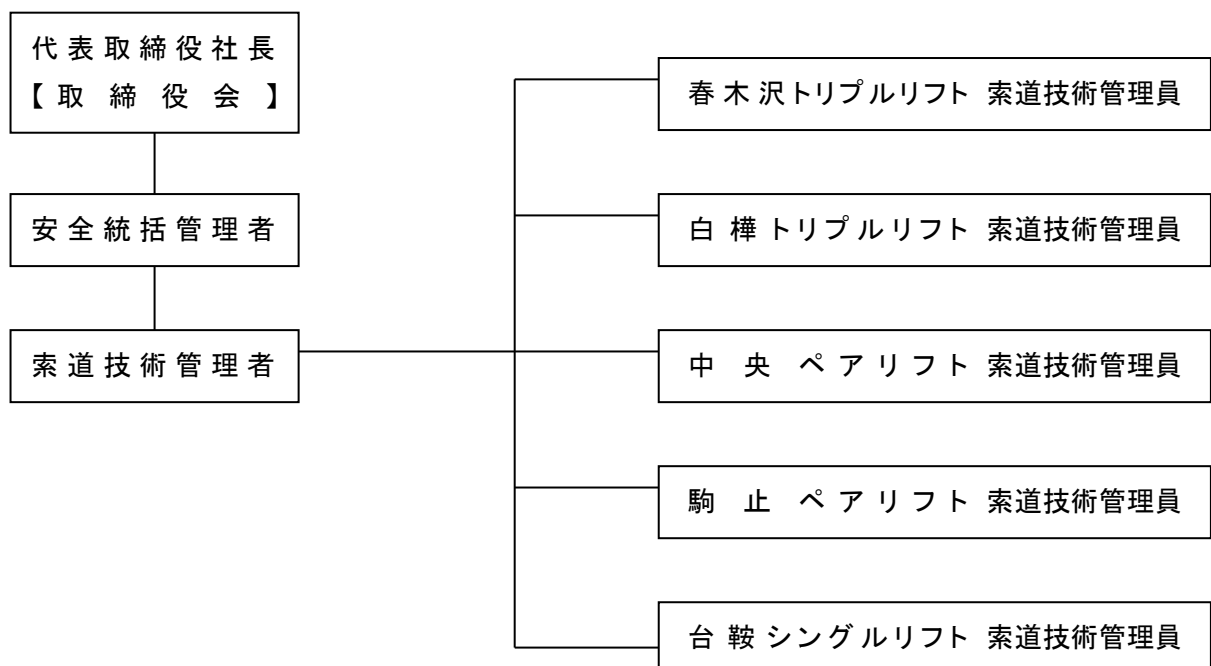 代表取締役社長
【取締役会】
安全統括管理者
索道技術管理者
春木沢トリプルリフト 索道技術管理員
白樺トリプルリフト 索道技術管理員
中央ペアリフト 索道技術管理員
駒止ペアリフト 索道技術管理員
台鞍シングルリフト 索道技術管理員